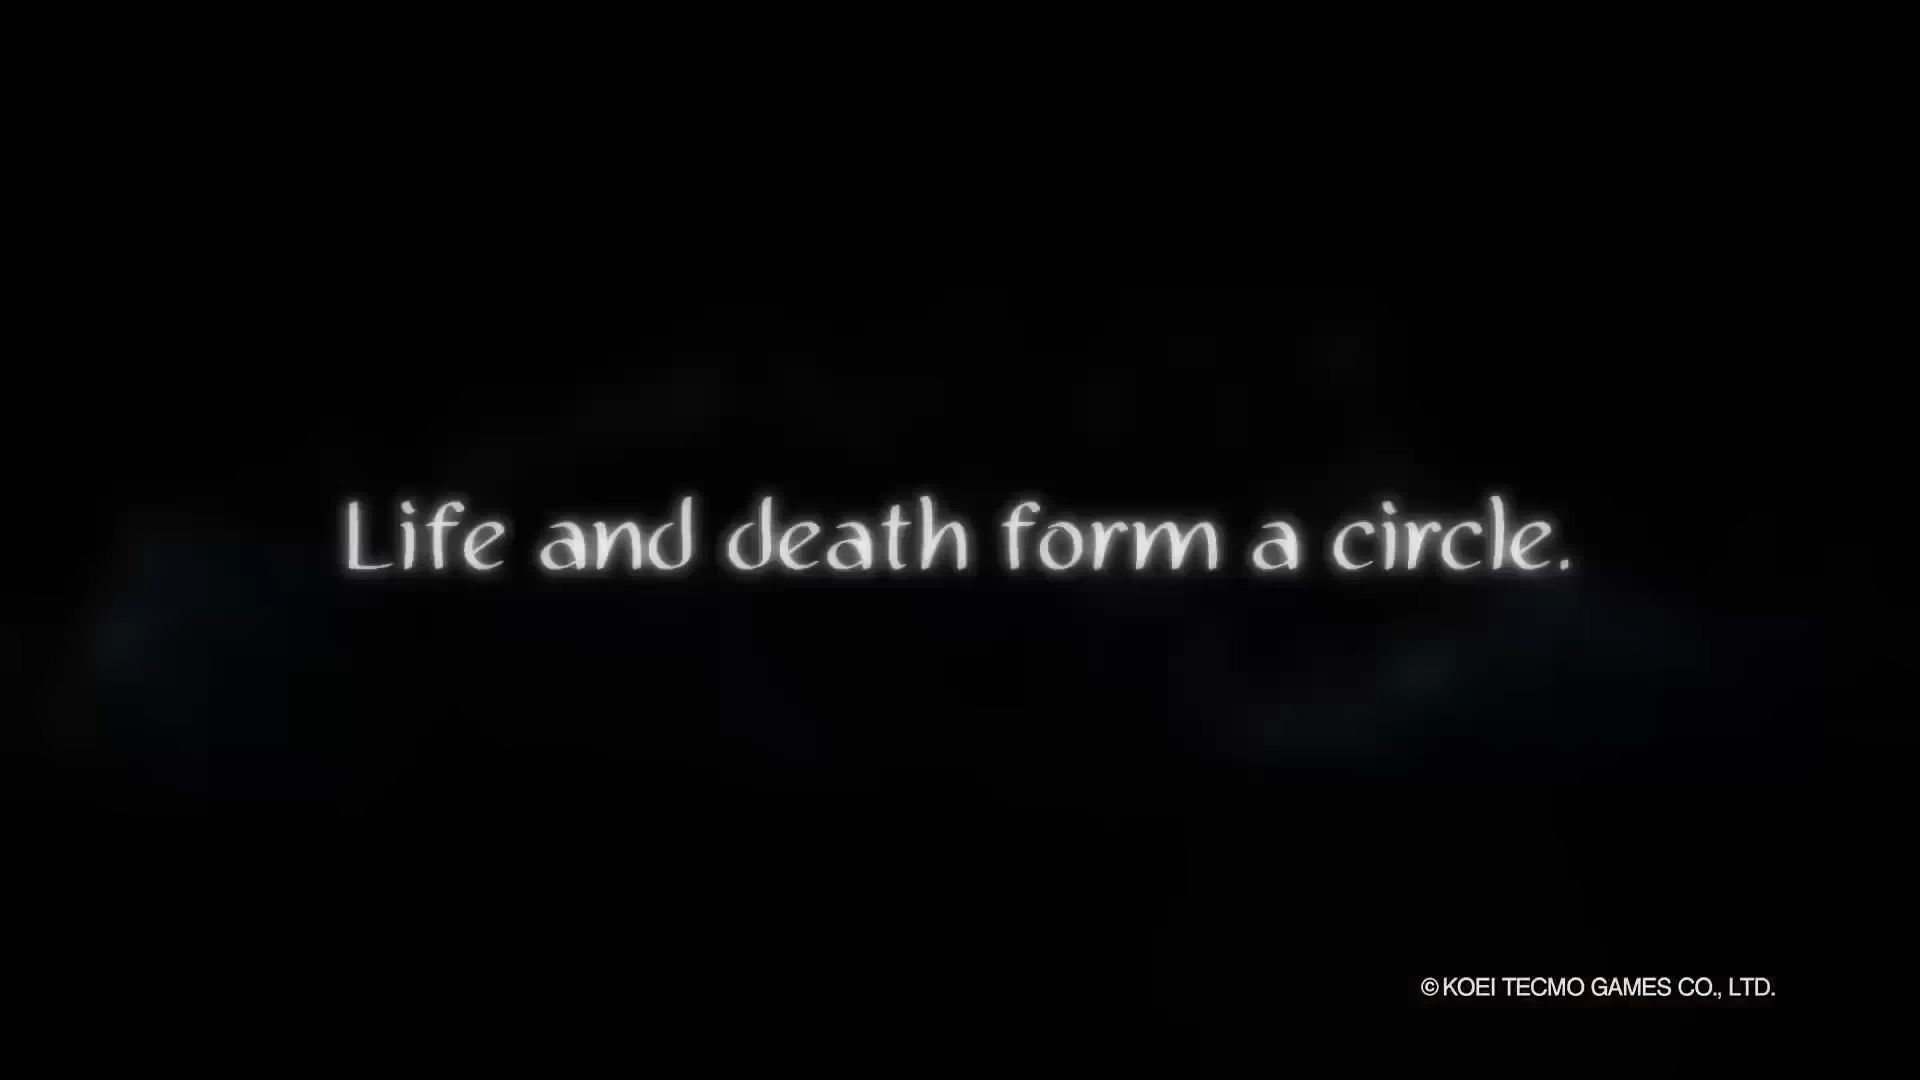 Life and death form a circle.
© KOEI TECMO GAMES CO., LTD.